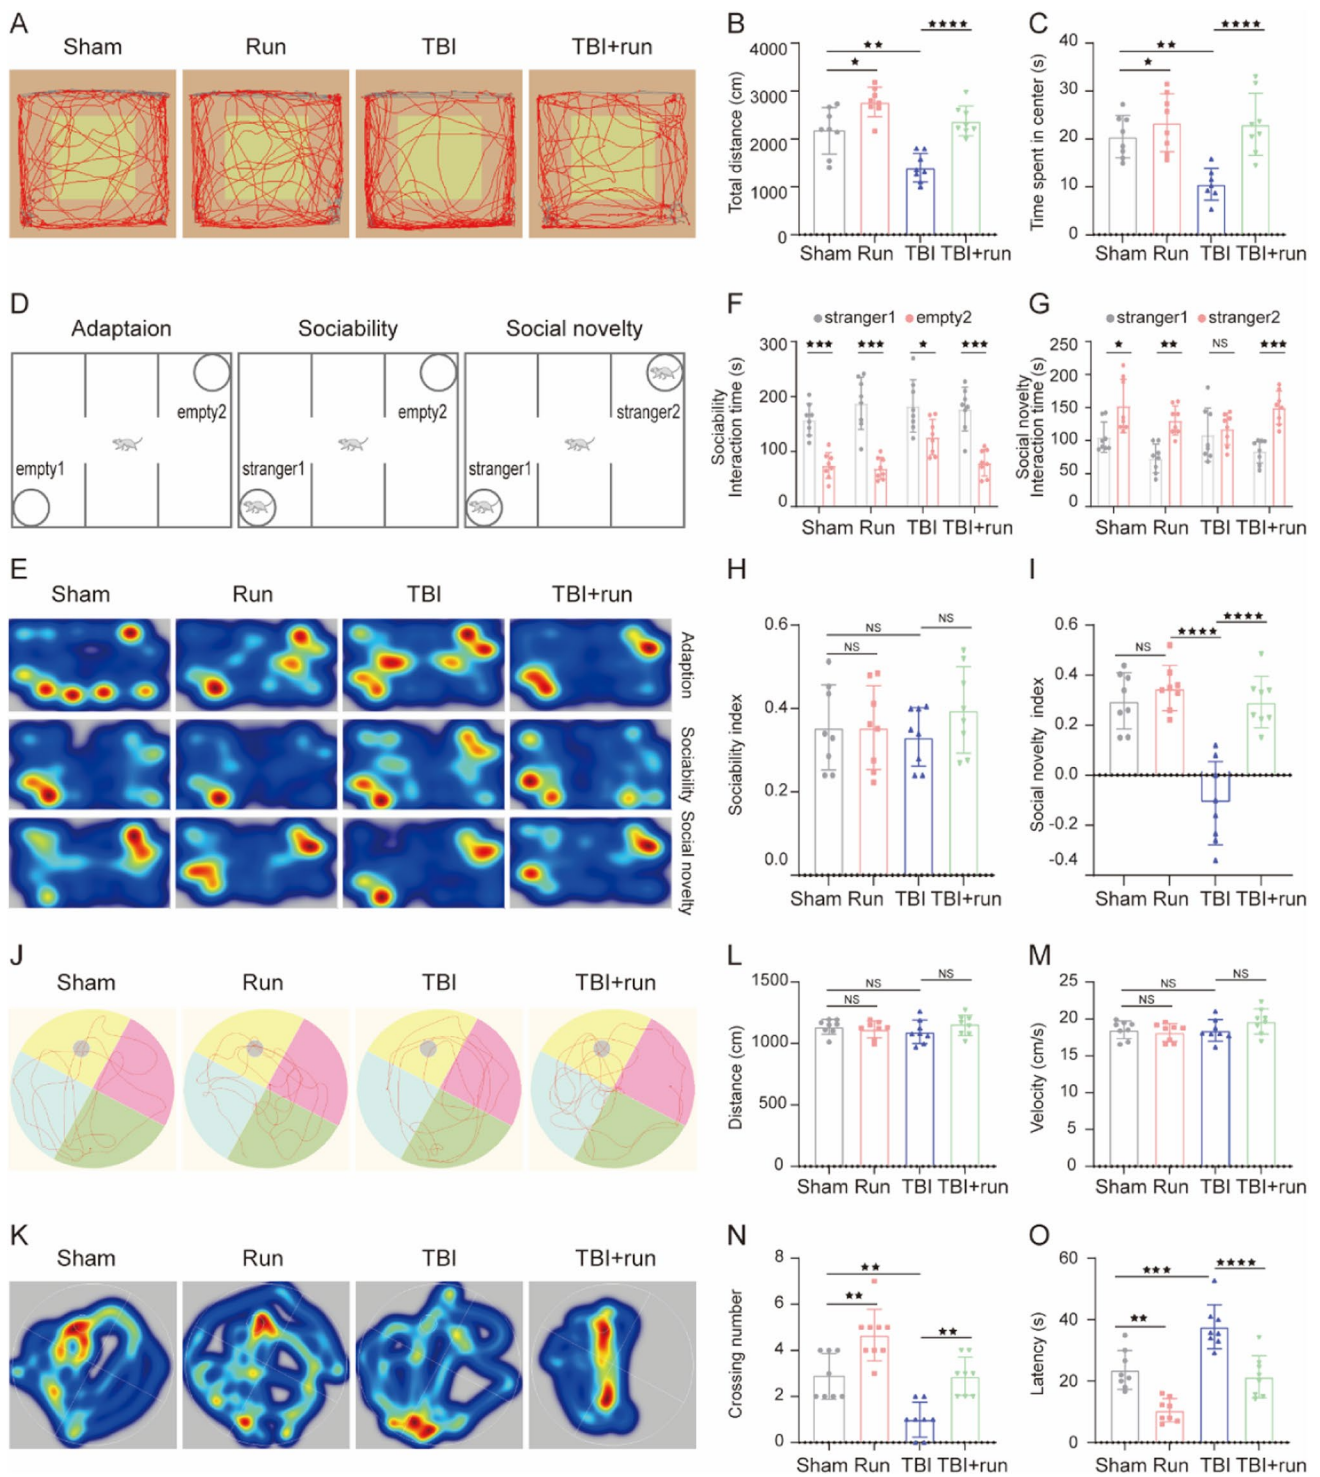 A
Sham Run TBI TBI+run
B
★★★★
★★
★
Total distance (cm)
4000
3000
2000
1000
0
Sham Run TBI TBI+run
C
★★★★
★★
★
Time spent in center (s)
40
30
20
10
0
Sham Run TBI TBI+run
D
Adaptaion Sociability Social novelty
empty2 empty2 stranger2
empty1 stranger1 stranger1
F
stranger1 empty2
★★★ ★★★ ★ ★★★
Sociability
Interaction time (s)
300
200
100
0
Sham Run TBI TBI+run
G
stranger1 stranger2
★ ★★ NS ★★★
Social novelty
Interaction time (s)
250
200
150
100
50
0
Sham Run TBI TBI+run
E
Sham Run TBI TBI+run
Adaption
Sociability
Social novelty
H
NS
NS
NS
Sociability index
0.6
0.4
0.2
0.0
Sham Run TBI TBI+run
I
★★★★
★★★★
NS
Social novelty index
0.6
0.4
0.2
0.0
-0.2
-0.4
Sham Run TBI TBI+run
J
Sham Run TBI TBI+run
L
NS
NS
NS
Distance (cm)
1500
1000
500
0
Sham Run TBI TBI+run
M
NS
NS
NS
Velocity (cm/s)
25
20
15
10
5
0
Sham Run TBI TBI+run
K
Sham Run TBI TBI+run
N
★★
★★
★★
Crossing number
8
6
4
2
0
Sham Run TBI TBI+run
O
★★★★
★★★
★★
Latency (s)
60
40
20
0
Sham Run TBI TBI+run